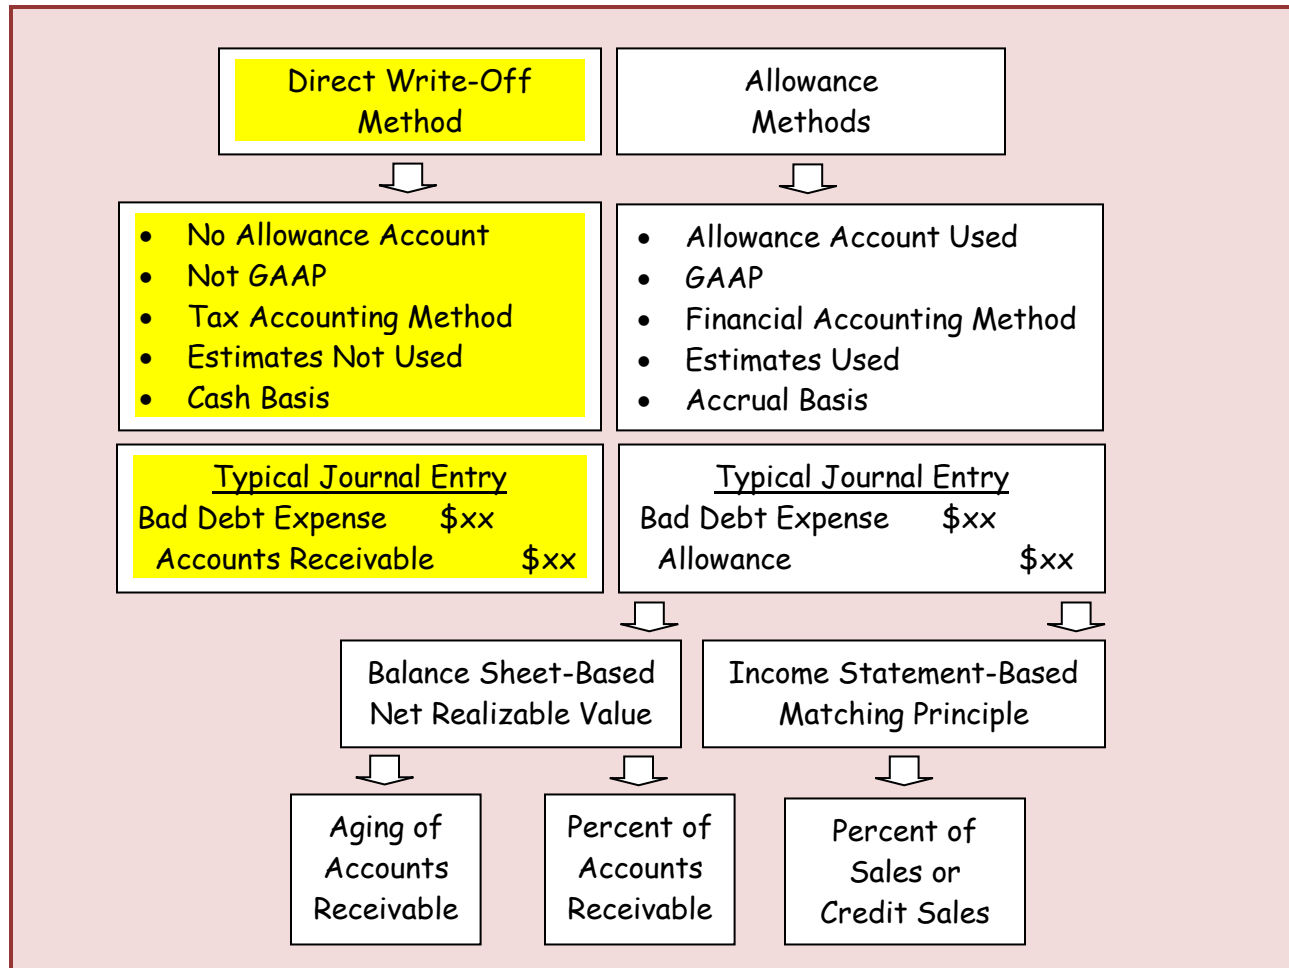 Direct Write-Off
Method
Allowance
Methods
• No Allowance Account
• Not GAAP
• Tax Accounting Method
• Estimates Not Used
• Cash Basis
• Allowance Account Used
• GAAP
• Financial Accounting Method
• Estimates Used
• Accrual Basis
Typical Journal Entry
Bad Debt Expense $xx
Accounts Receivable $xx
Typical Journal Entry
Bad Debt Expense $xx
Allowance $xx
Balance Sheet-Based
Net Realizable Value
Income Statement-Based
Matching Principle
Aging of
Accounts
Receivable
Percent of
Accounts
Receivable
Percent of
Sales or
Credit Sales